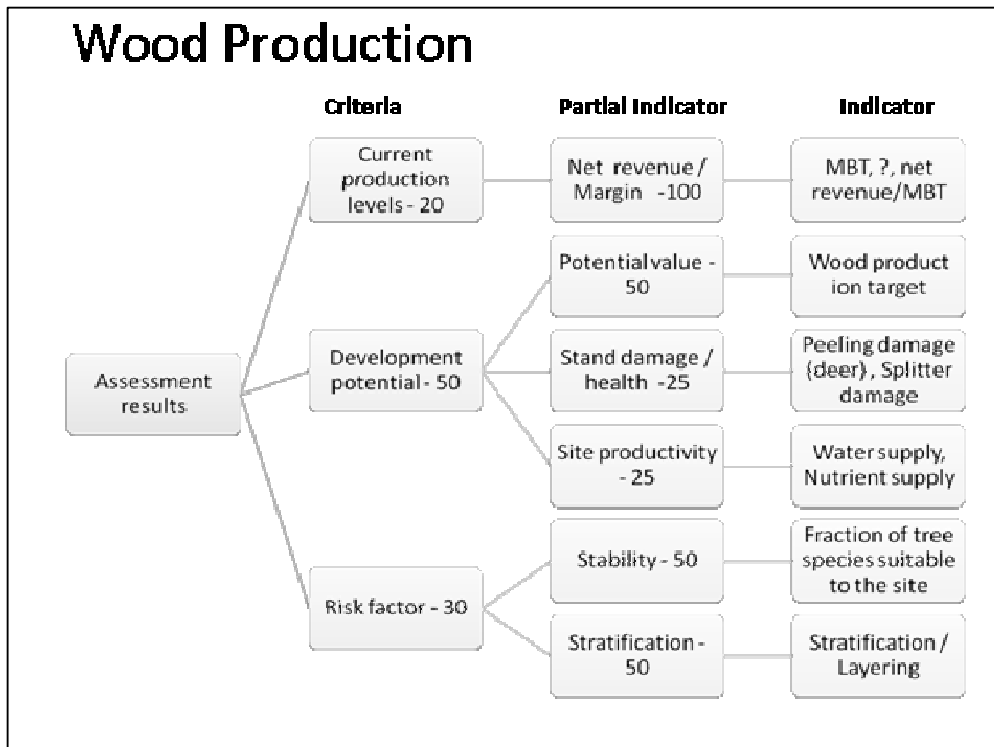 Wood Production
Criteria
Partial Indicator
Indicator
Assessment
results
Current
production
levels - 20
Net revenue /
Margin -100
MBT, ?, net
revenue/MBT
Development
potential - 50
Potential value -
50
Wood product
ion target
Stand damage /
health -25
Peeling damage
(deer), Splitter
damage
Site productivity
- 25
Water supply,
Nutrient supply
Risk factor - 30
Stability - 50
Fraction of tree
species suitable
to the site
Stratification -
50
Stratification /
Layering